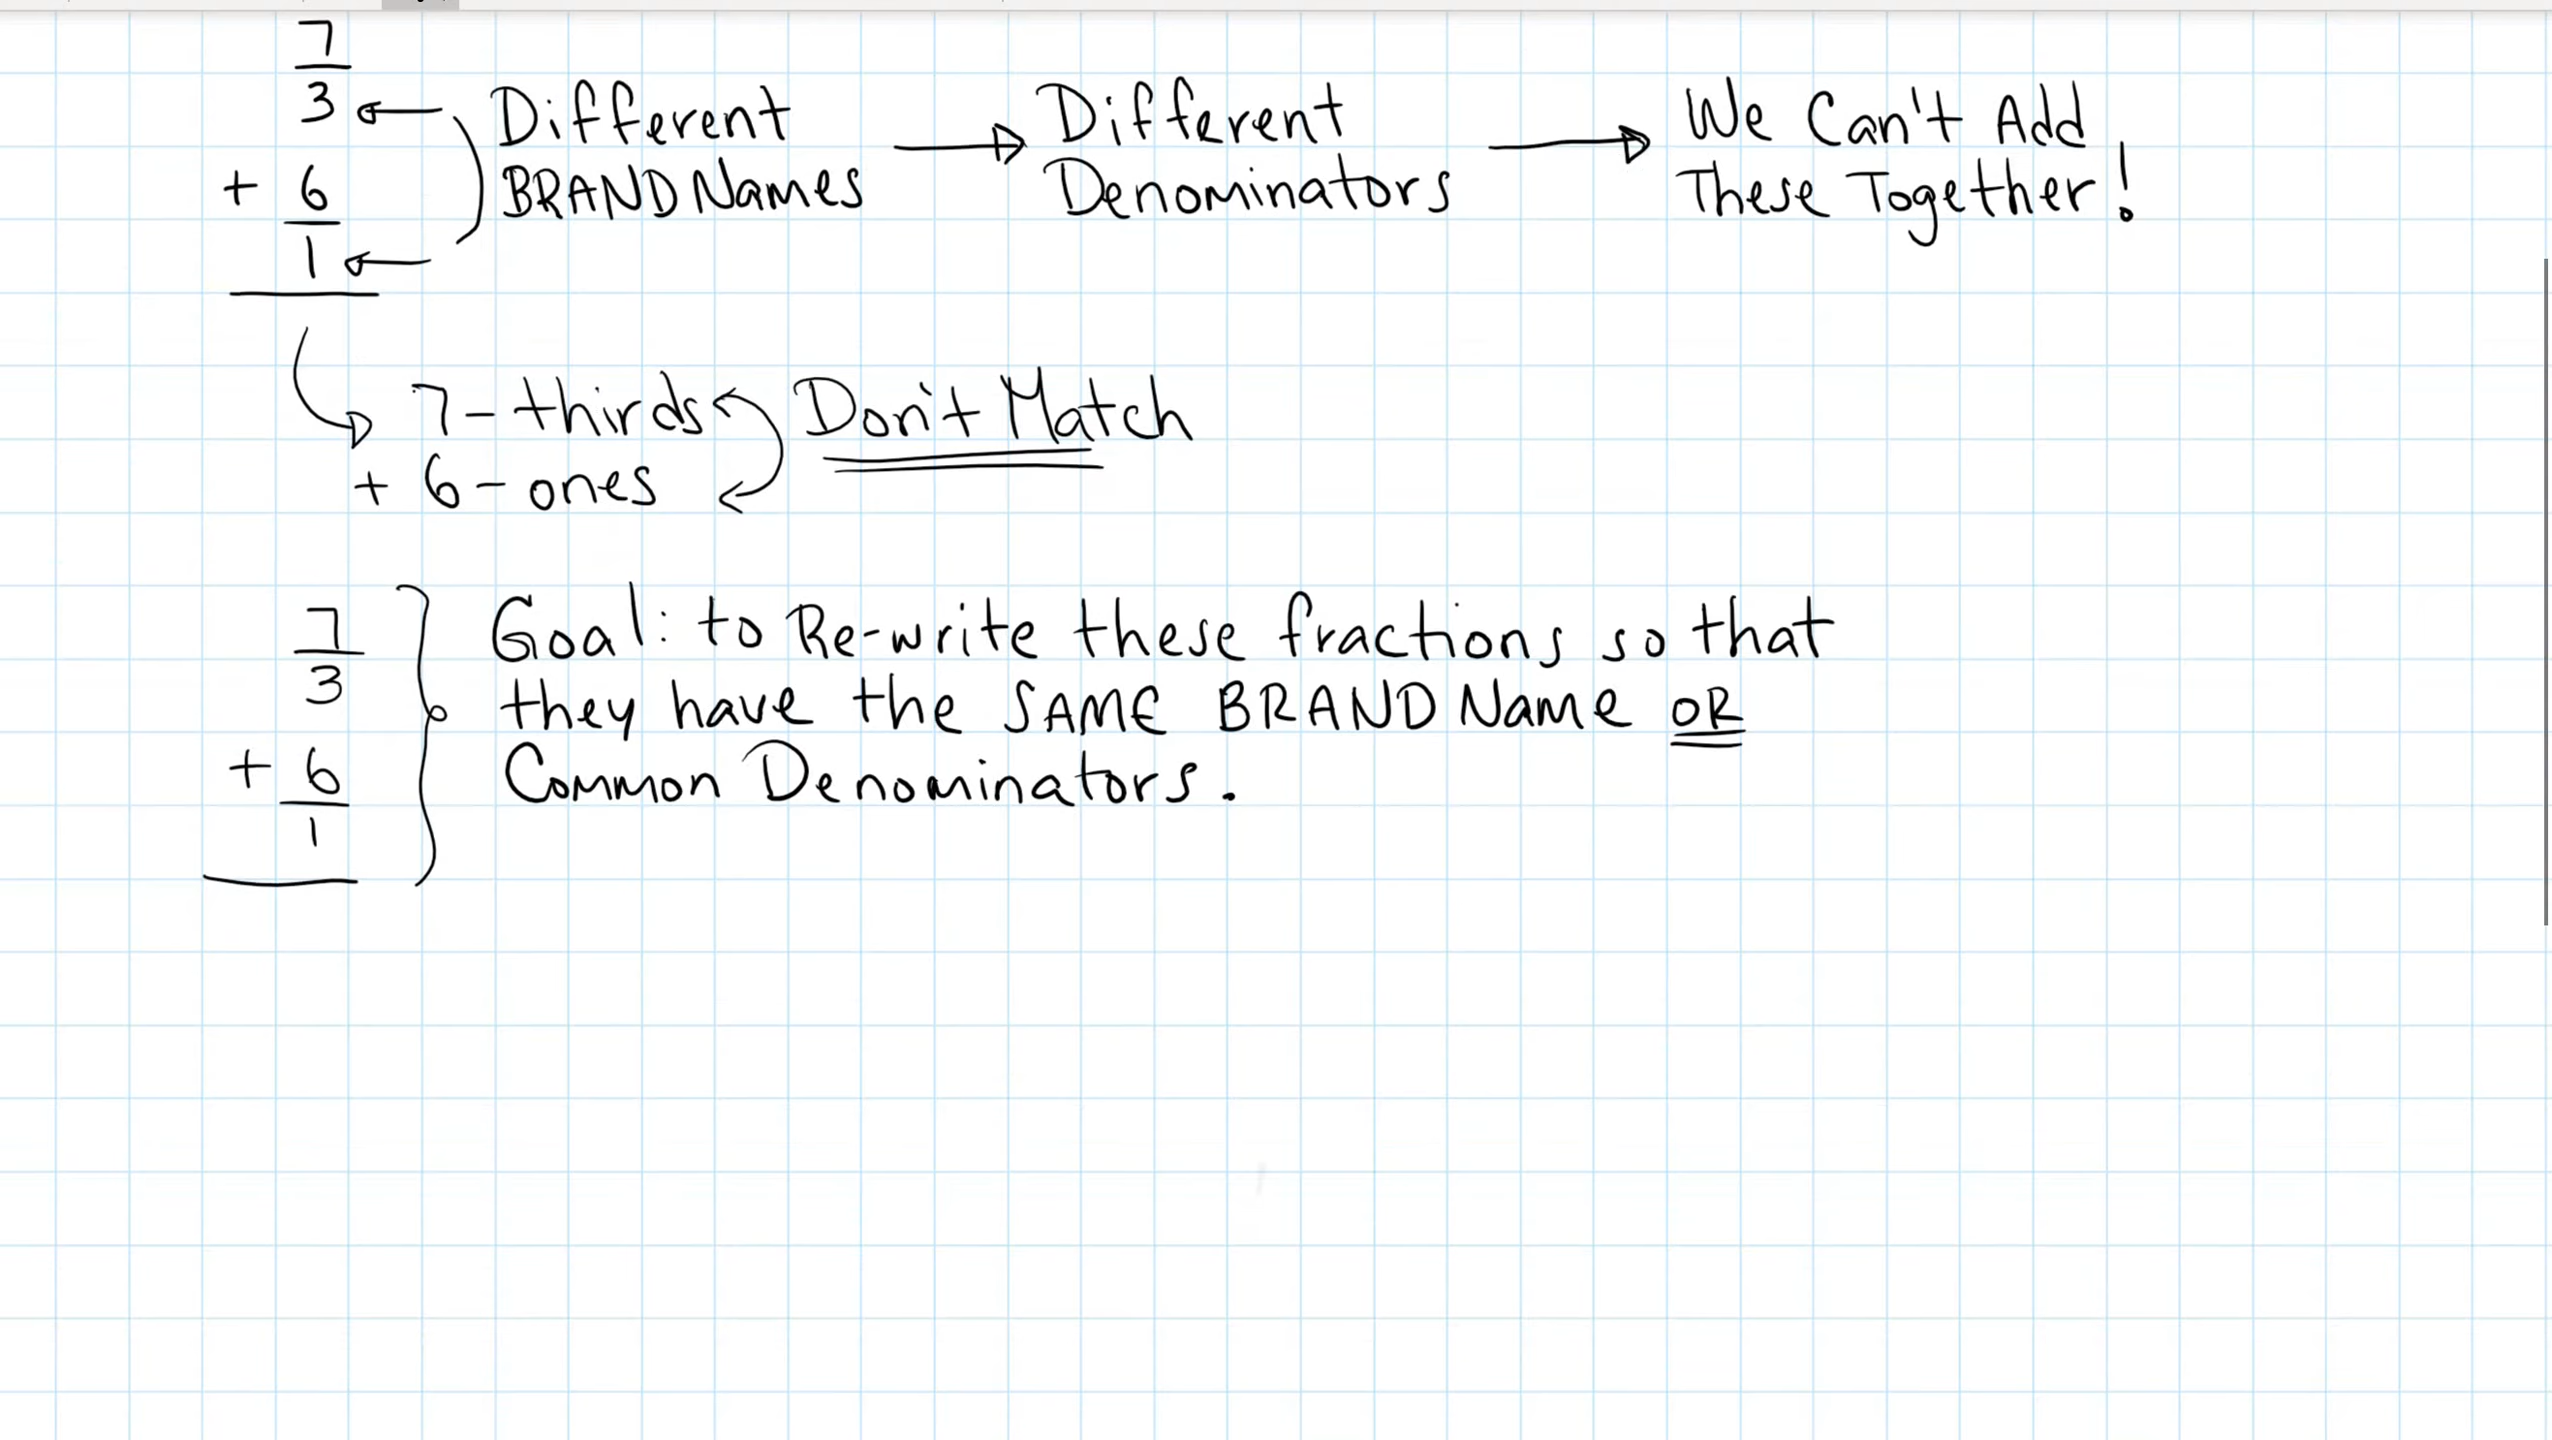 7
3
+ 6
1
Different
BRAND Names
Different
Denominators
We Can't Add
These Together!
7 - thirds
+ 6 - ones
Don't Match
7
3
+ 6
1
Goal: to Re-write these fractions so that
they have the SAME BRAND Name OR
Common Denominators.